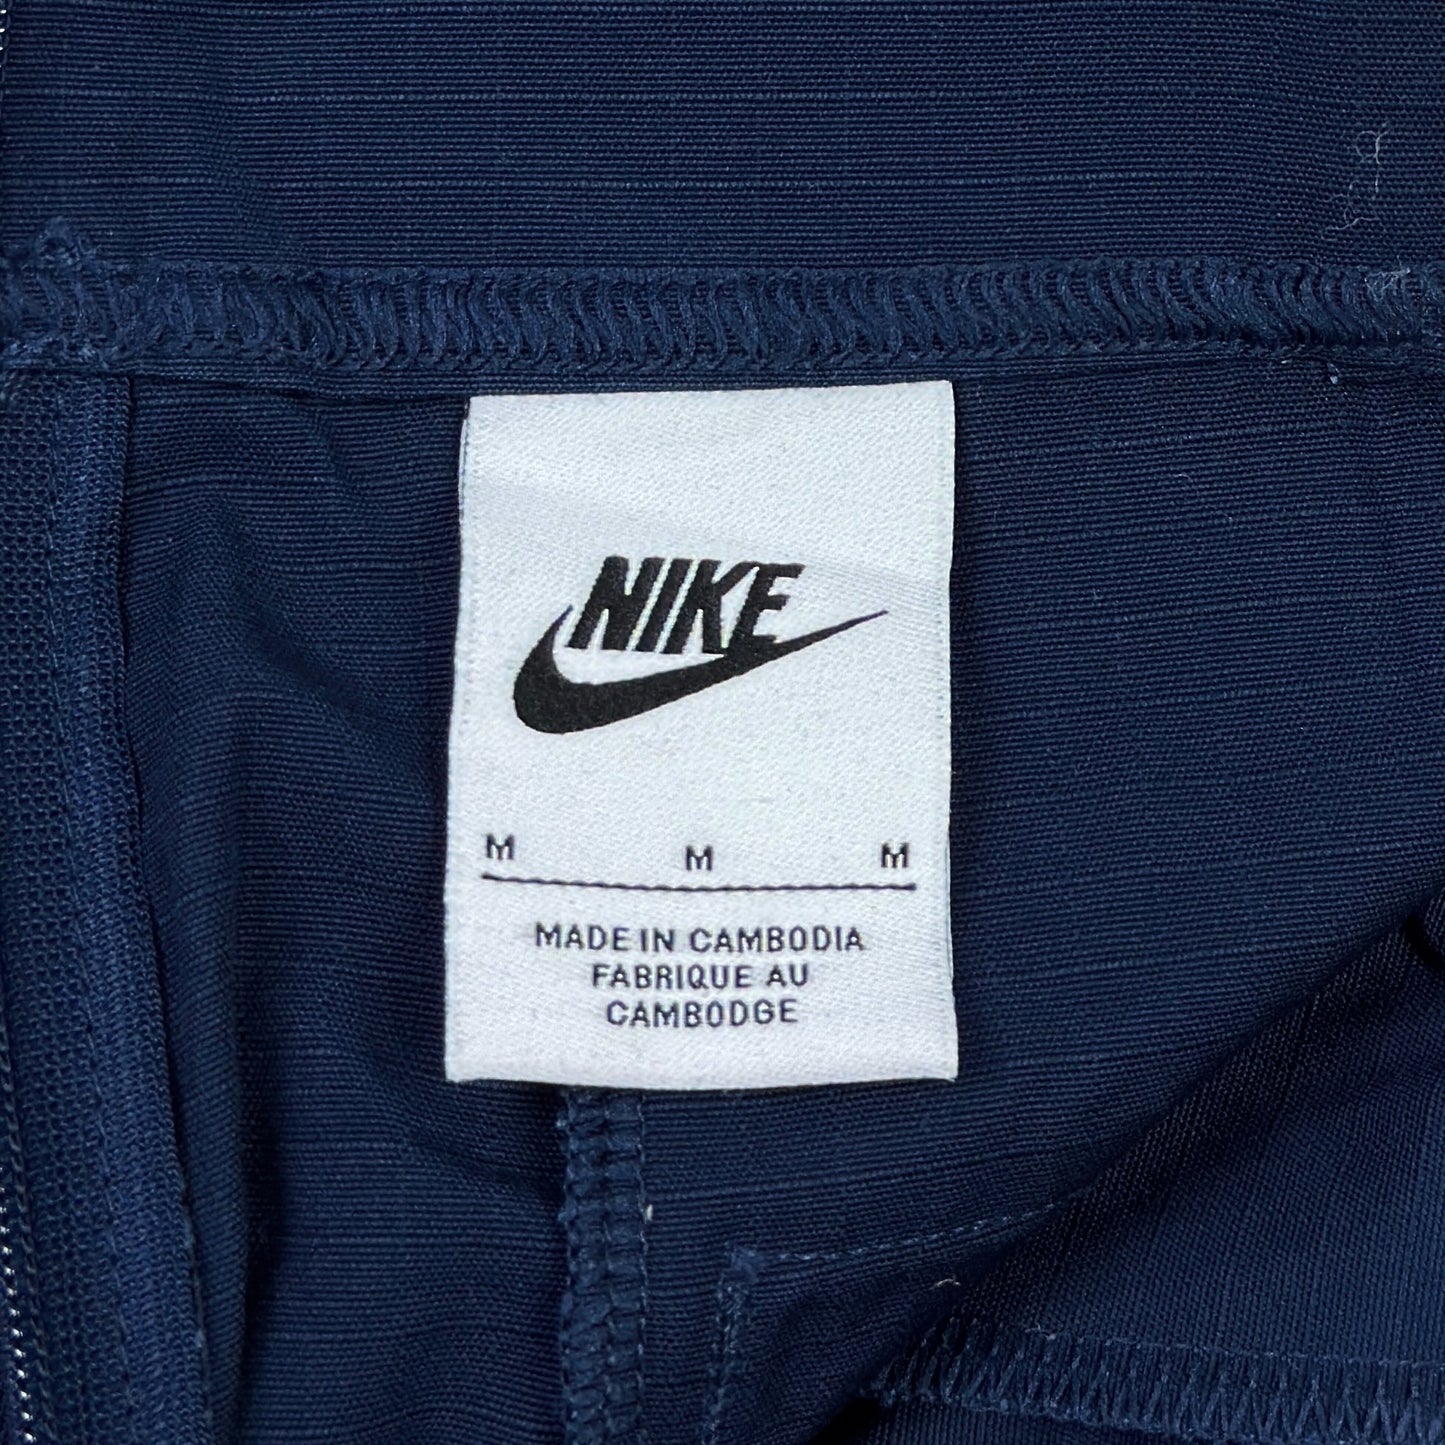 NIKE
M M M
MADE IN CAMBODIA
FABRIQUE AU
CAMBODGE